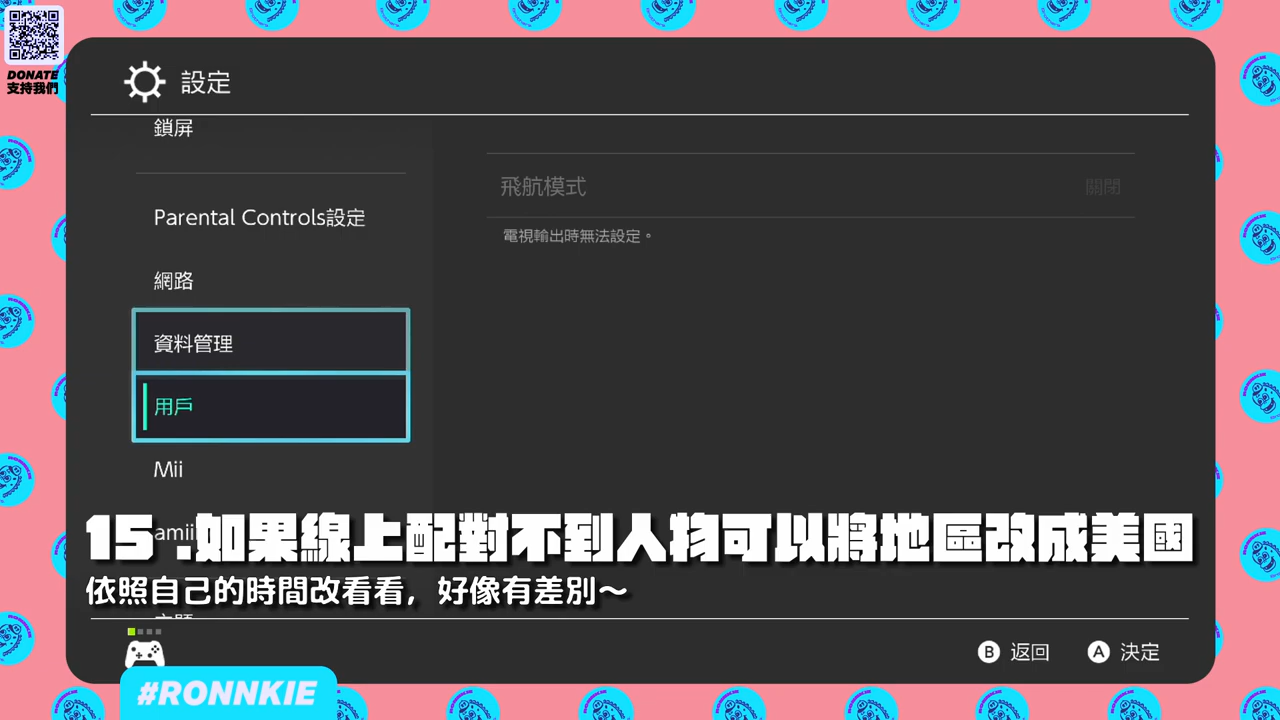 DONATE
支持我們
設定
鎖屏
Parental Controls設定
網路
資料管理
用戶
Mii
amii
飛航模式
關閉
電視輸出時無法設定。
15 .如果線上配對不到人物可以將地區改成美國
依照自己的時間改看看，好像有差別～
B 返回
A 決定
#RONNKIE